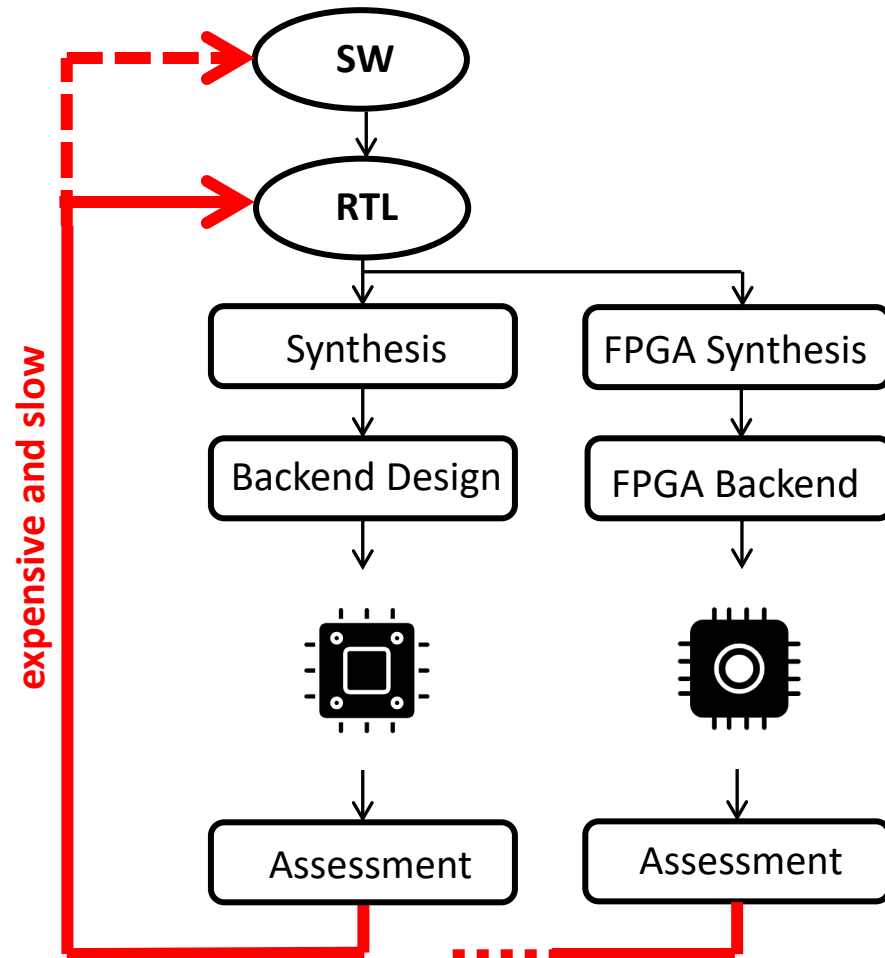 SW
RTL
Synthesis
FPGA Synthesis
Backend Design
FPGA Backend
expensive and slow
Assessment
Assessment